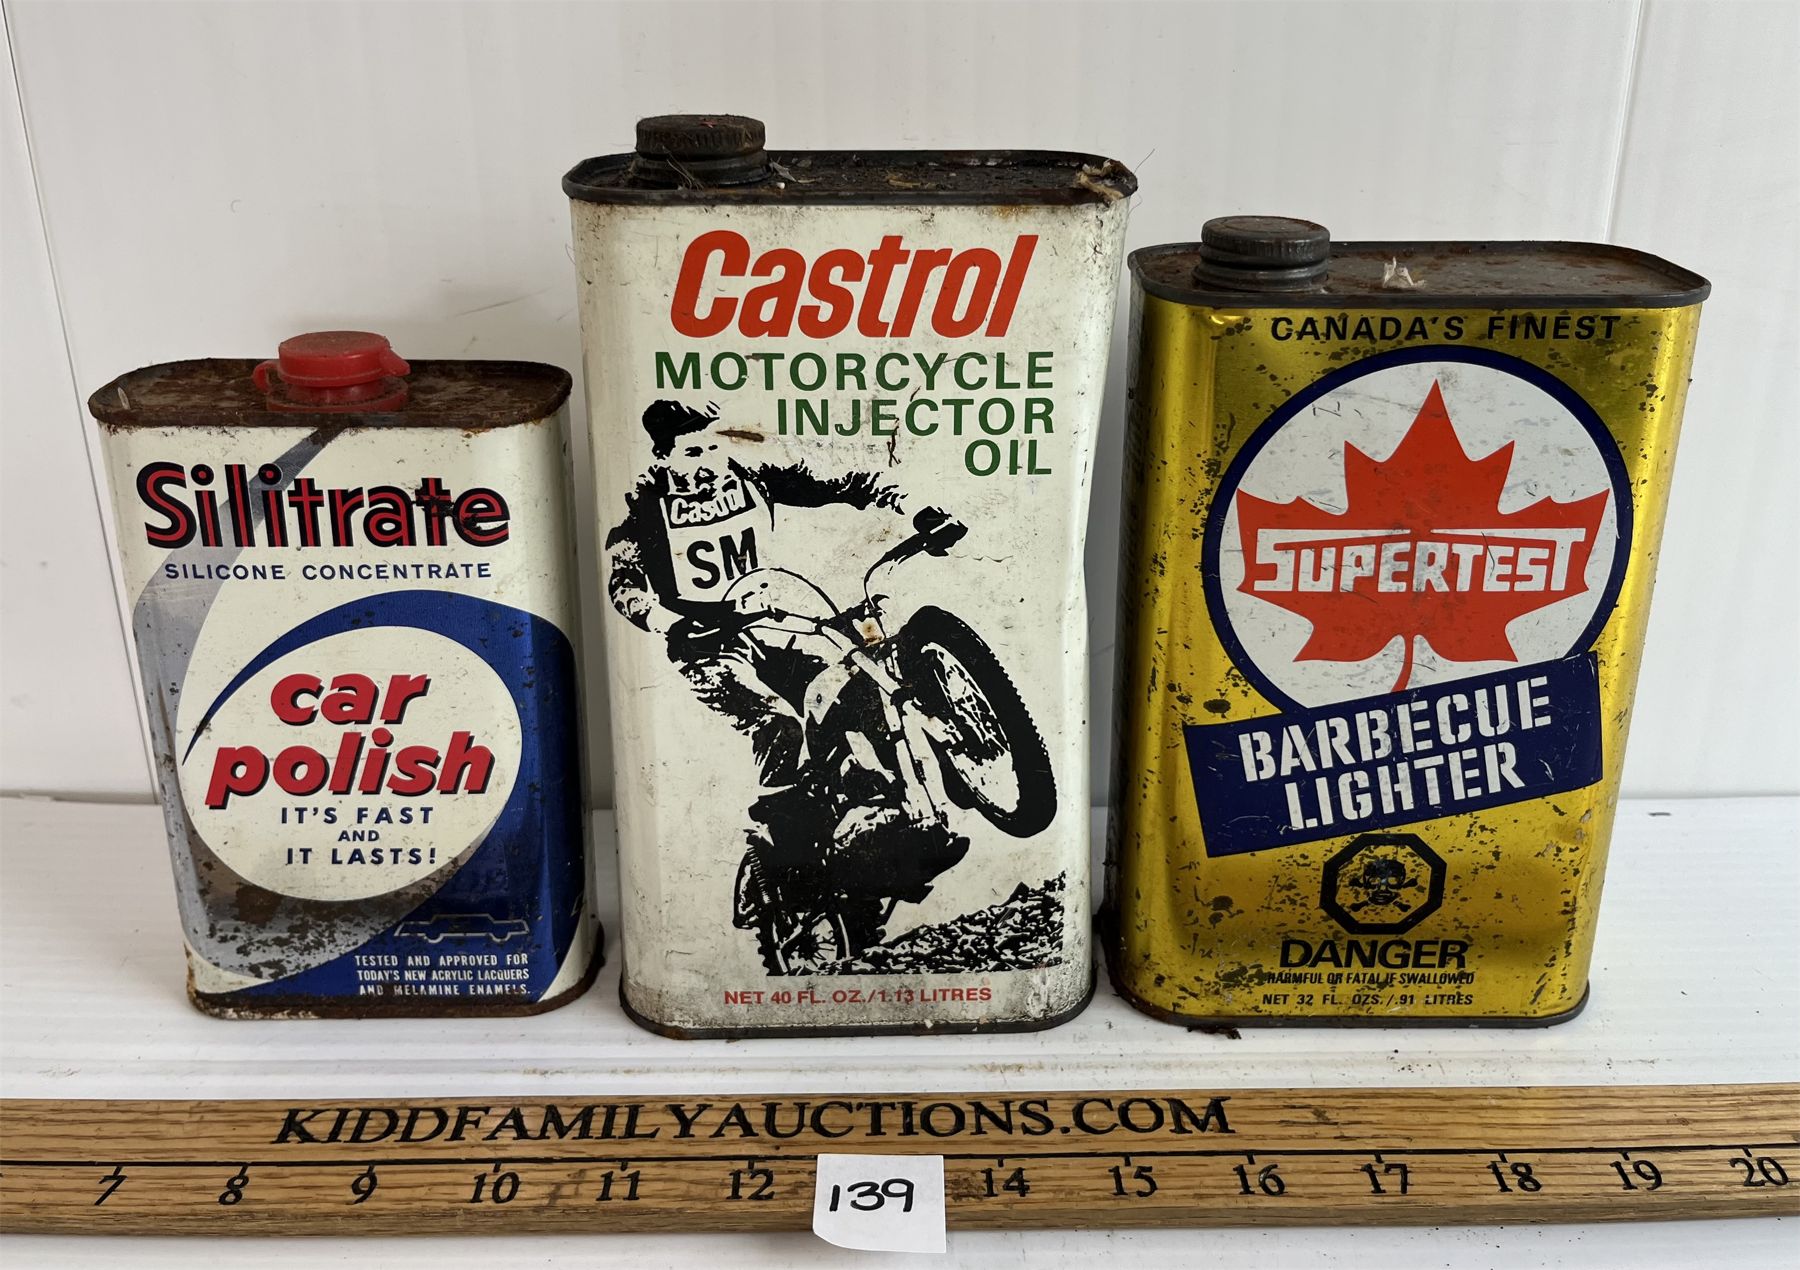 Silitrate
SILICONE CONCENTRATE
car
polish
IT'S FAST
AND
IT LASTS!
TESTED AND APPROVED FOR
TODAY'S NEW ACRYLIC LACQUERS
AND MELAMINE ENAMELS.
Castrol
MOTORCYCLE
INJECTOR
OIL
Castrol
SM
NET 40 FL. OZ./1.13 LITRES
CANADA'S FINEST
SUPERTEST
BARBECUE
LIGHTER
DANGER
HARMFUL OR FATAL IF SWALLOWED
NET 32 FL. OZS./.91 LITRES
KIDDFAMILYAUCTIONS.COM
7 8 9 10 11 12 14 15 16 17 18 19 20
139